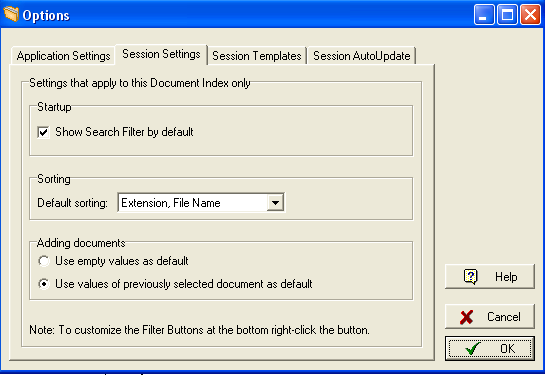 Options
Application Settings
Session Settings
Session Templates
Session AutoUpdate
Settings that apply to this Document Index only
Startup
Show Search Filter by default
Sorting
Default sorting:
Extension, File Name
Adding documents
Use empty values as default
Use values of previously selected document as default
Note: To customize the Filter Buttons at the bottom right-click the button.
Help
Cancel
OK